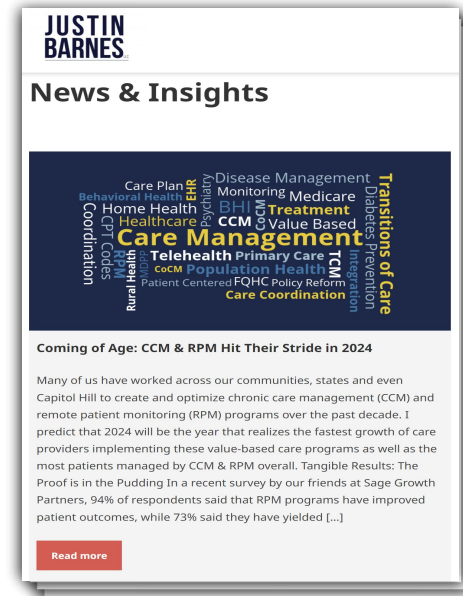 JUSTIN
BARNES
News & Insights
Care Plan
EHR
Psychiatry
Disease Management
Behavioral Health
Monitoring
Medicare
Coordination
CPT Codes
Home Health
BHI
CoCM
Treatment
Healthcare
CCM
Value Based
Diabetes Prevention
Transitions of Care
Care Management
RPM
MDPP
Rural Health
Telehealth
Primary Care
TCM
Integration
CoCM
Population Health
Patient Centered
FQHC
Policy Reform
Care Coordination
Coming of Age: CCM & RPM Hit Their Stride in 2024
Many of us have worked across our communities, states and even
Capitol Hill to create and optimize chronic care management (CCM) and
remote patient monitoring (RPM) programs over the past decade. I
predict that 2024 will be the year that realizes the fastest growth of care
providers implementing these value-based care programs as well as the
most patients managed by CCM & RPM overall. Tangible Results: The
Proof is in the Pudding In a recent survey by our friends at Sage Growth
Partners, 94% of respondents said that RPM programs have improved
patient outcomes, while 73% said they have yielded […]
Read more